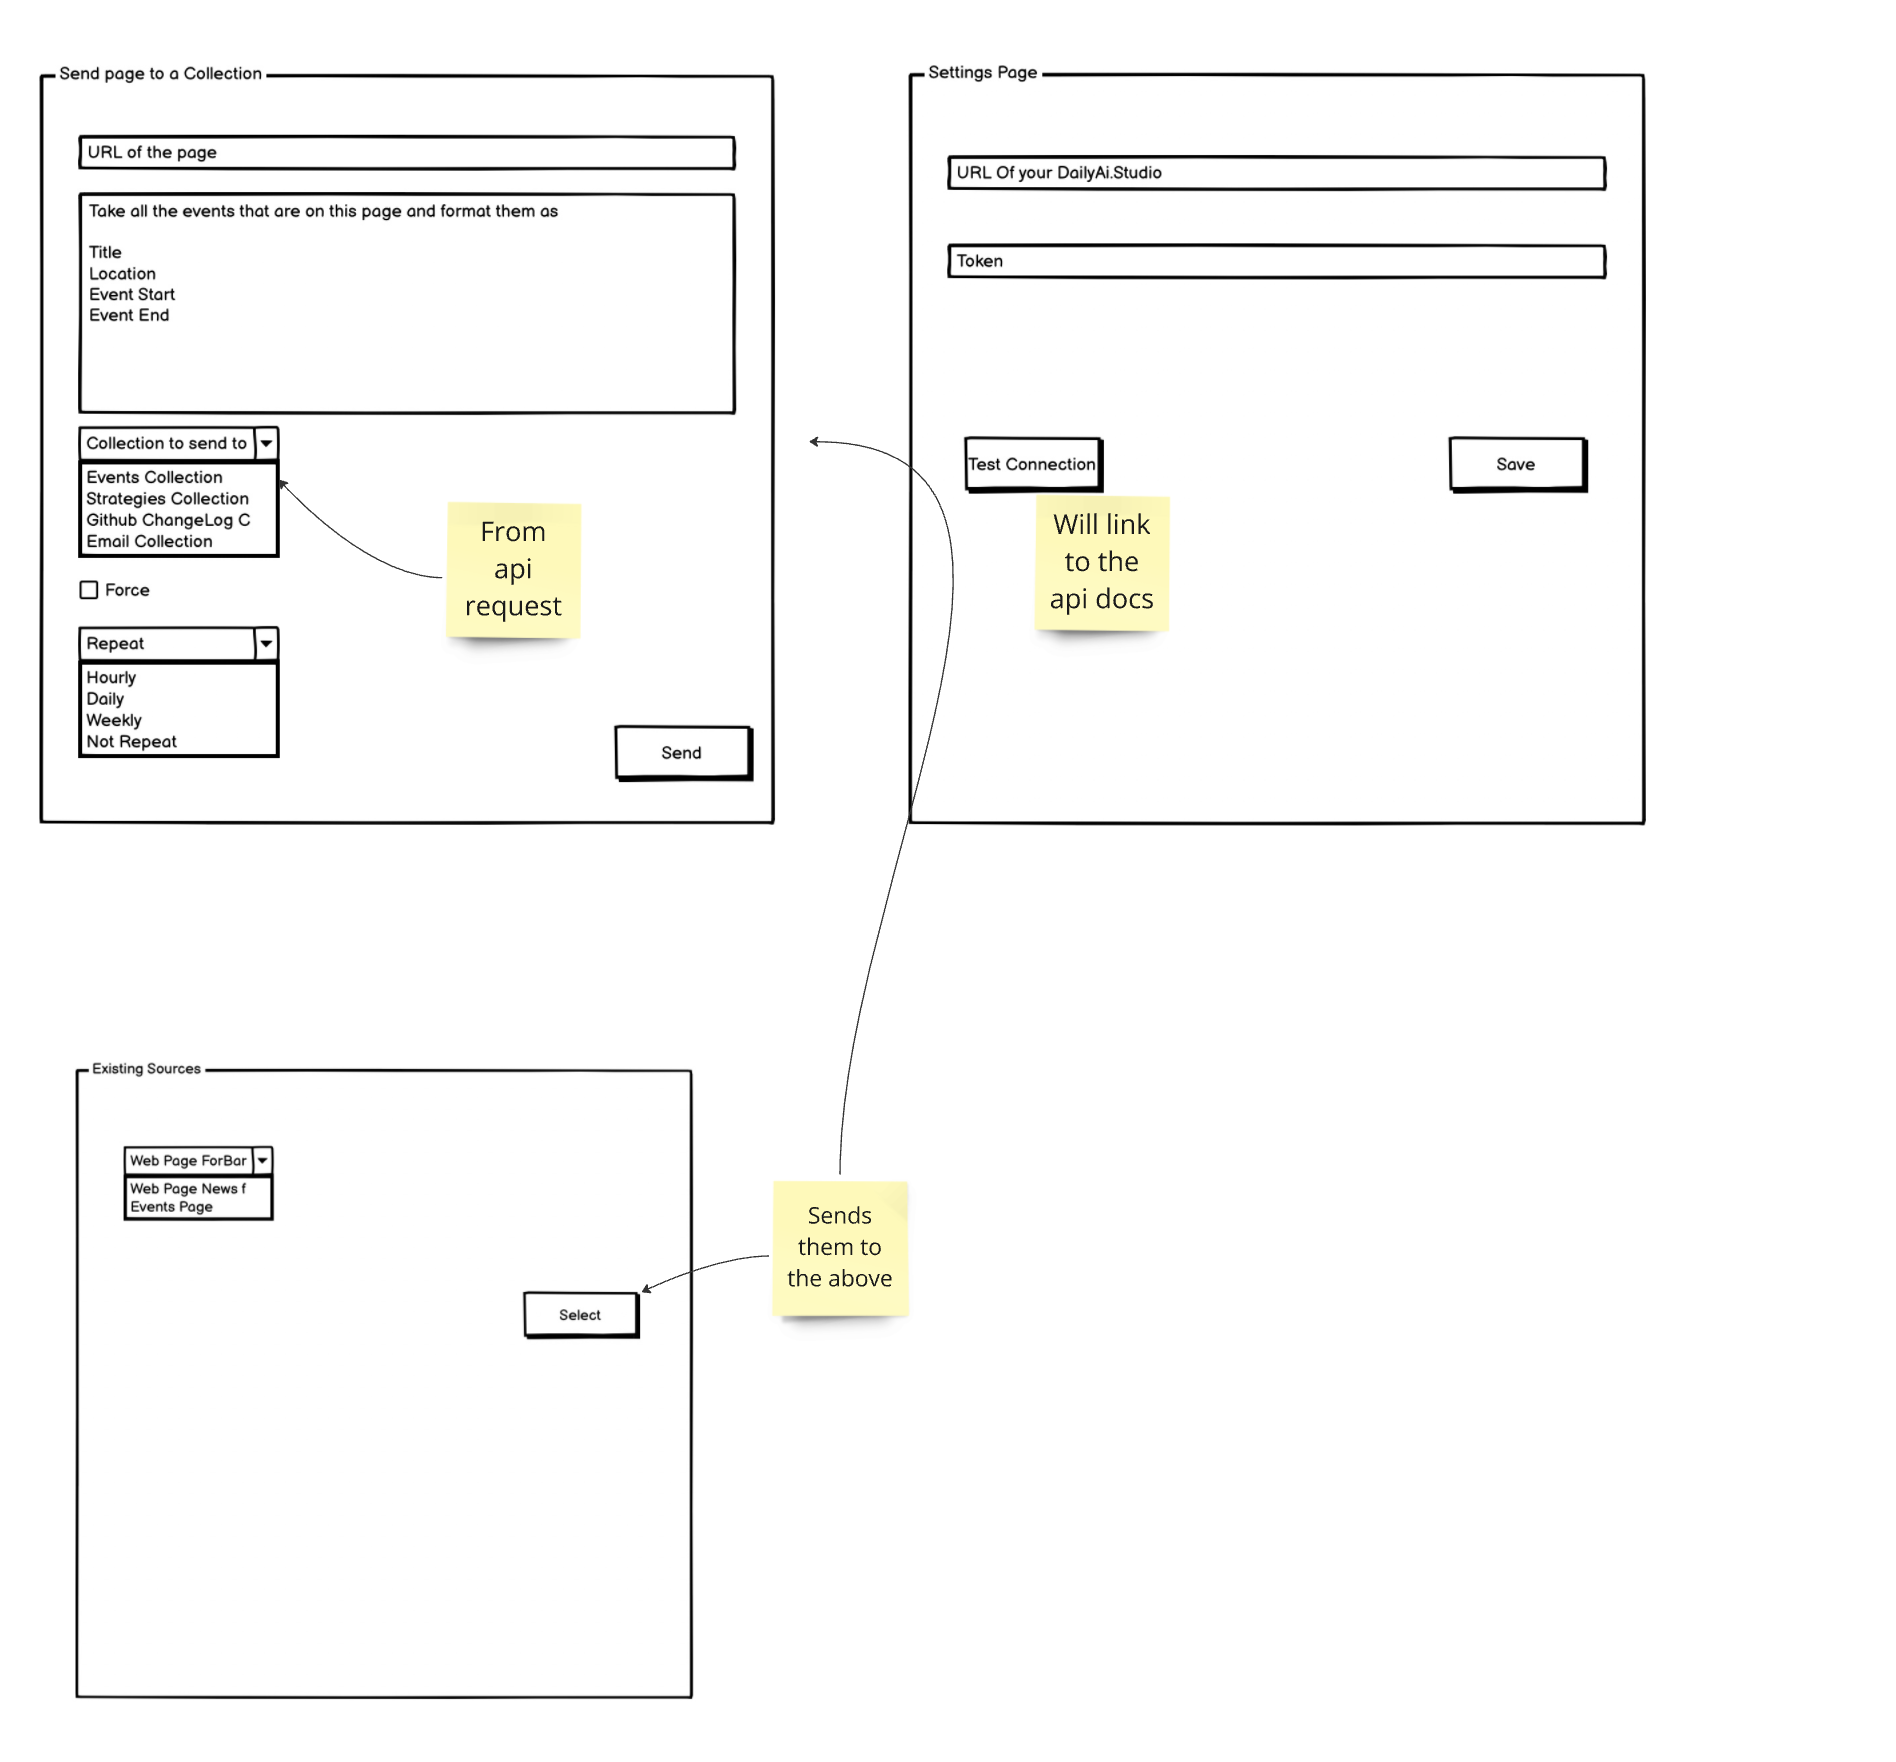 Send page to a Collection
URL of the page
Take all the events that are on this page and format them as
Title
Location
Event Start
Event End
Collection to send to
Events Collection
Strategies Collection
Github ChangeLog C
Email Collection
From
api
request
Force
Repeat
Hourly
Daily
Weekly
Not Repeat
Send
Settings Page
URL Of your DailyAi.Studio
Token
Test Connection
Save
Will link
to the
api docs
Existing Sources
Web Page ForBar
Web Page News f
Events Page
Select
Sends
them to
the above